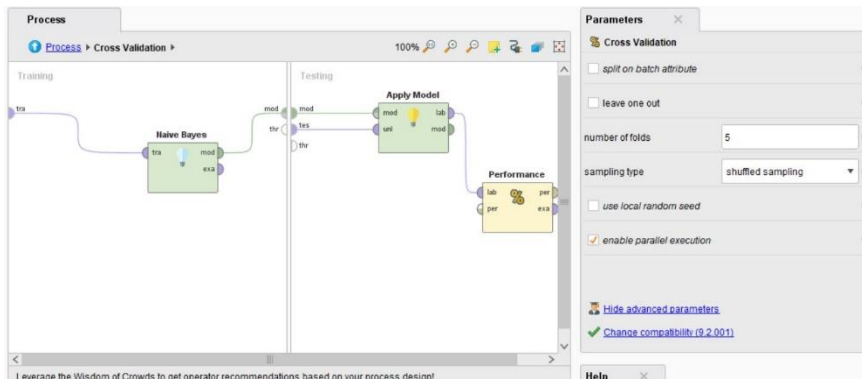 Process
Process ▸ Cross Validation ▸
100%
Training
Testing
tra
mod
thr
Naive Bayes
tra
mod
exa
mod
tes
thr
Apply Model
mod
uni
lab
mod
Performance
lab
per
per
exa
Leverage the Wisdom of Crowds to get operator recommendations based on your process design!
Parameters
Cross Validation
split on batch attribute
leave one out
number of folds
5
sampling type
shuffled sampling
use local random seed
enable parallel execution
Hide advanced parameters
Change compatibility (9.2.001)
Help